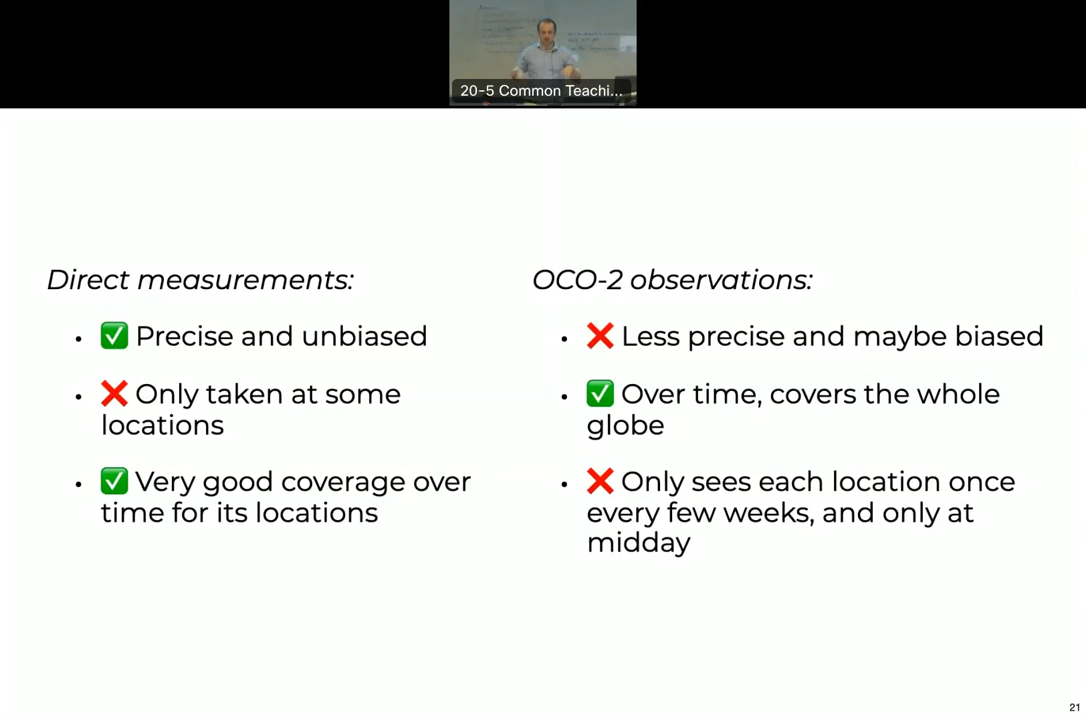 20-5 Common Teachi...
Direct measurements:
• ✅ Precise and unbiased
• ❌ Only taken at some
locations
• ✅ Very good coverage over
time for its locations
OCO-2 observations:
• ❌ Less precise and maybe biased
• ✅ Over time, covers the whole
globe
• ❌ Only sees each location once
every few weeks, and only at
midday
21